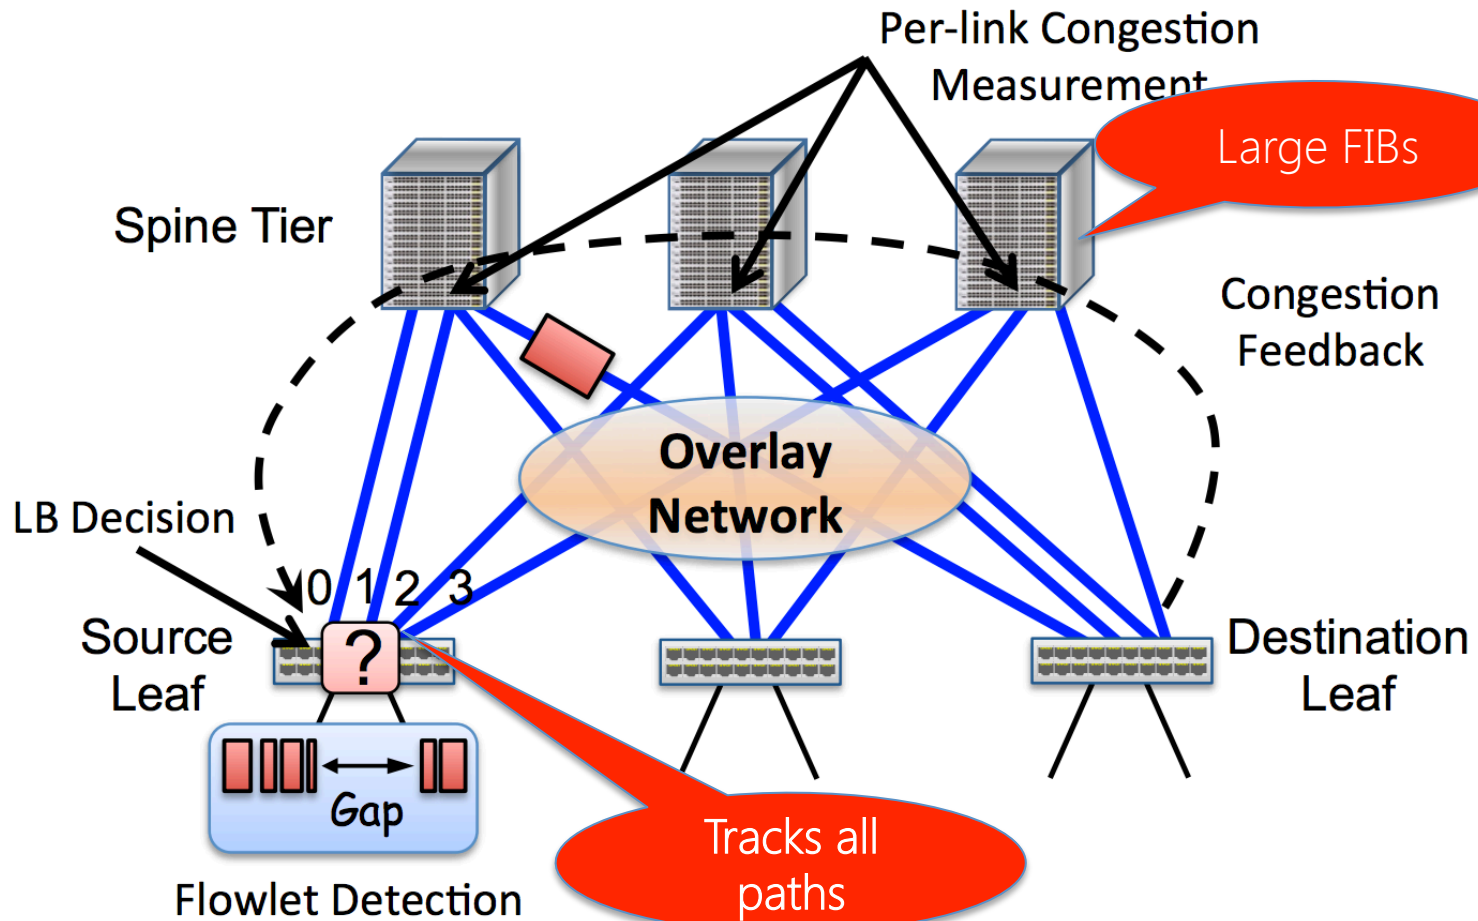 Per-link Congestion
Measurement
Large FIBs
Spine Tier
Congestion
Feedback
Overlay
Network
LB Decision
0 1 2 3
Source
Leaf
?
Destination
Leaf
Gap
Tracks all
paths
Flowlet Detection